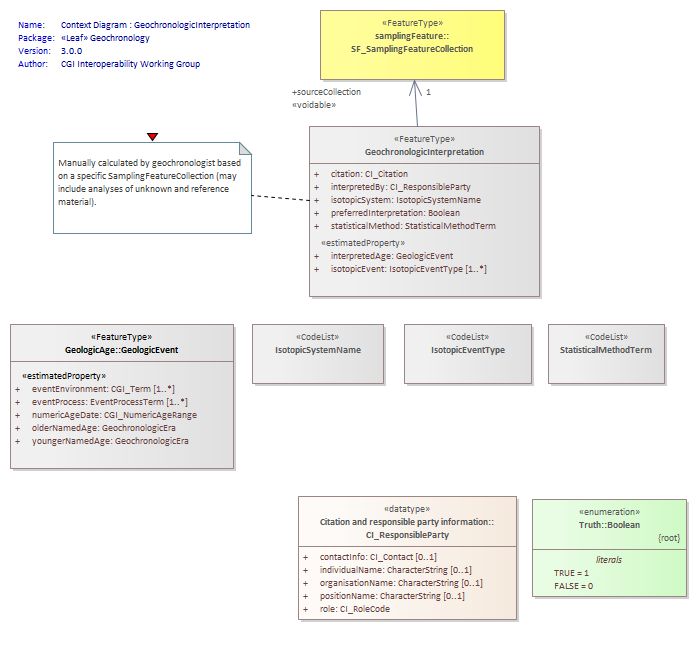 Name: Context Diagram : GeochronologicInterpretation
Package: «Leaf» Geochronology
Version: 3.0.0
Author: CGI Interoperability Working Group
«FeatureType»
samplingFeature::
SF_SamplingFeatureCollection
+sourceCollection 1
«voidable»
Manually calculated by geochronologist based
on a specific SamplingFeatureCollection (may
include analyses of unknown and reference
material).
«FeatureType»
GeochronologicInterpretation
+ citation: CI_Citation
+ interpretedBy: CI_ResponsibleParty
+ isotopicSystem: IsotopicSystemName
+ preferredInterpretation: Boolean
+ statisticalMethod: StatisticalMethodTerm
«estimatedProperty»
+ interpretedAge: GeologicEvent
+ isotopicEvent: IsotopicEventType [1..*]
«FeatureType»
GeologicAge::GeologicEvent
«estimatedProperty»
+ eventEnvironment: CGI_Term [1..*]
+ eventProcess: EventProcessTerm [1..*]
+ numericAgeDate: CGI_NumericAgeRange
+ olderNamedAge: GeochronologicEra
+ youngerNamedAge: GeochronologicEra
«CodeList»
IsotopicSystemName
«CodeList»
IsotopicEventType
«CodeList»
StatisticalMethodTerm
«datatype»
Citation and responsible party information::
CI_ResponsibleParty
+ contactInfo: CI_Contact [0..1]
+ individualName: CharacterString [0..1]
+ organisationName: CharacterString [0..1]
+ positionName: CharacterString [0..1]
+ role: CI_RoleCode
«enumeration»
Truth::Boolean
{root}
literals
TRUE = 1
FALSE = 0